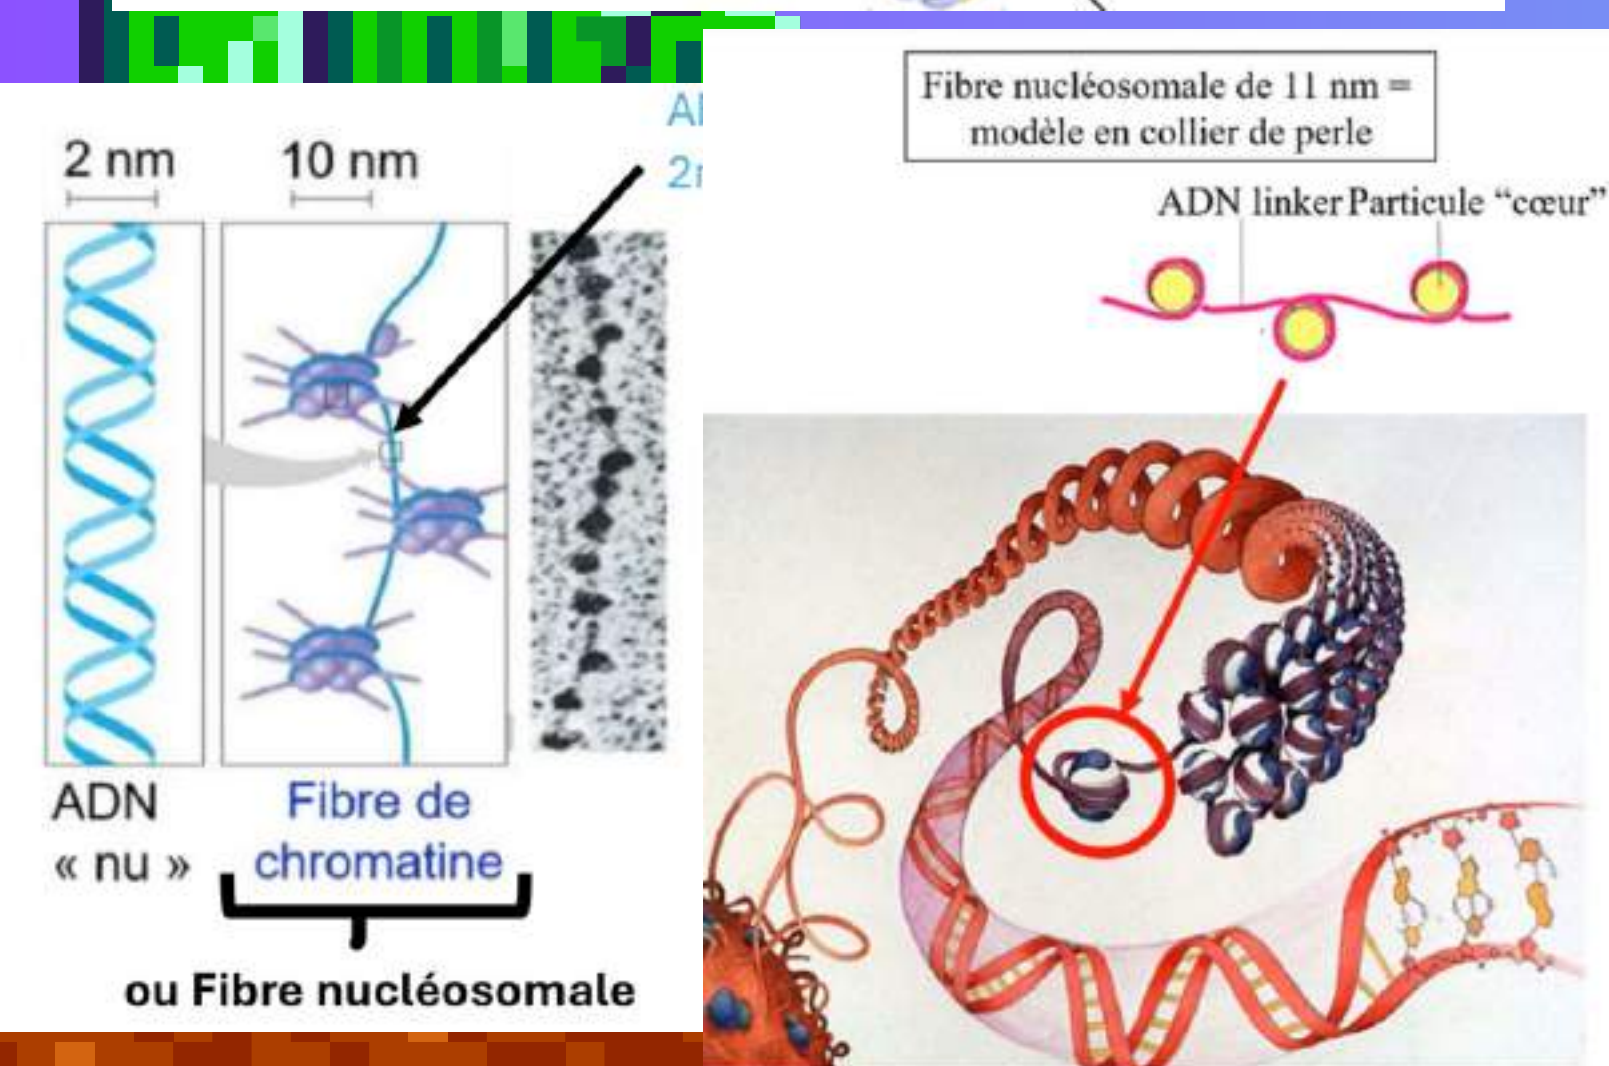 2 nm
10 nm
ADN
« nu »
Fibre de
chromatine
ou Fibre nucléosomale
Fibre nucléosomale de 11 nm =
modèle en collier de perle
ADN linker Particule “cœur”